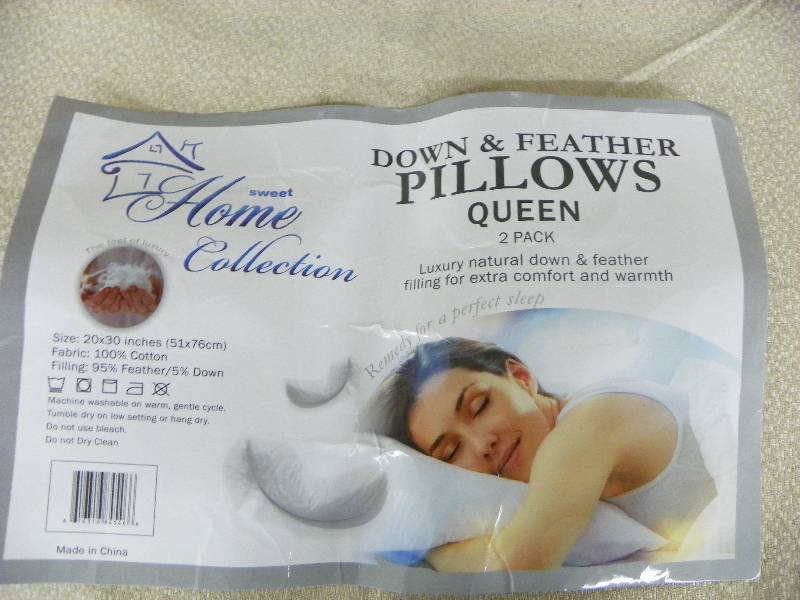 sweet
Home
Collection
The feel of luxury
Size: 20x30 inches (51x76cm)
Fabric: 100% Cotton
Filling: 95% Feather/5% Down
Machine washable on warm, gentle cycle.
Tumble dry on low setting or hang dry.
Do not use bleach.
Do not Dry Clean
Made in China
DOWN & FEATHER
PILLOWS
QUEEN
2 PACK
Luxury natural down & feather
filling for extra comfort and warmth
Remedy for a perfect sleep